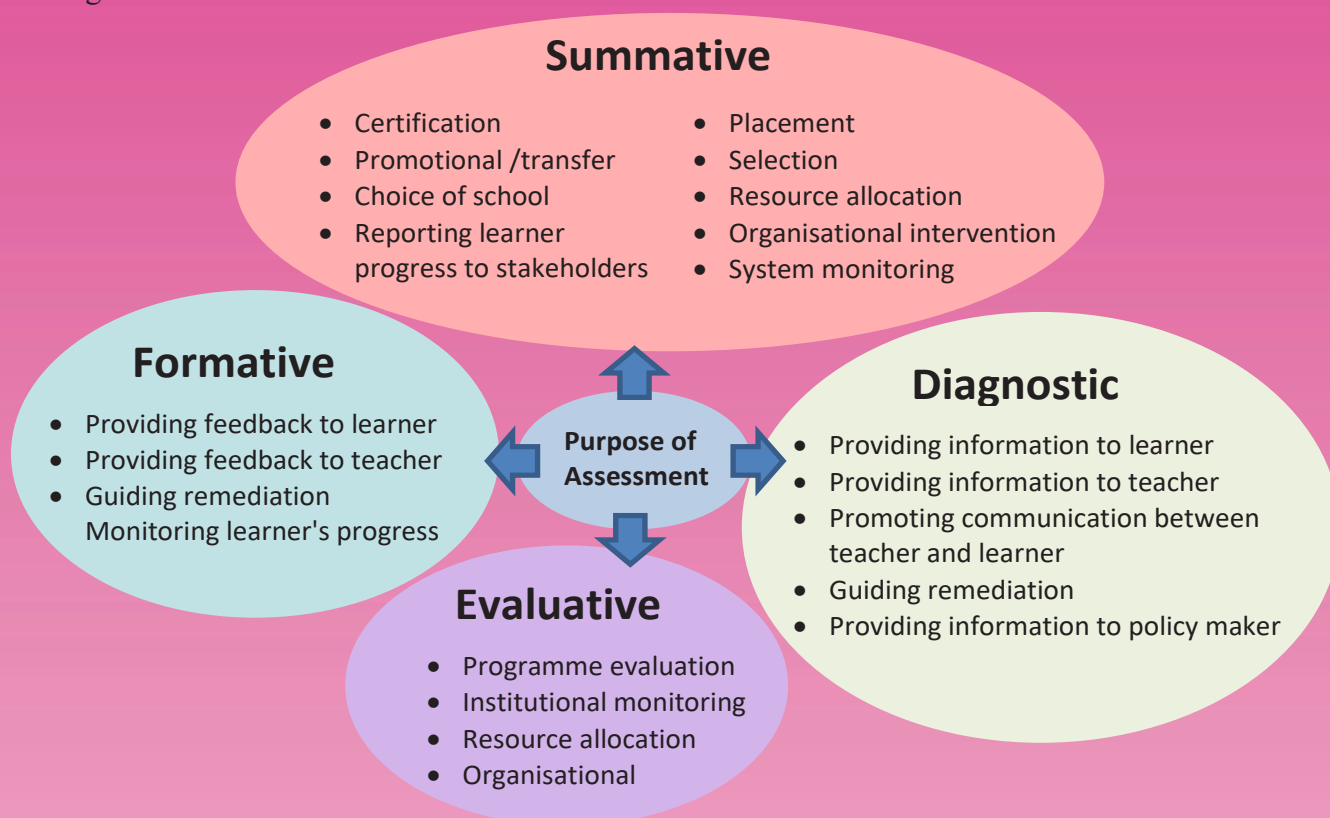 Summative
• Certification
• Promotional /transfer
• Choice of school
• Reporting learner
progress to stakeholders
• Placement
• Selection
• Resource allocation
• Organisational intervention
• System monitoring
Formative
• Providing feedback to learner
• Providing feedback to teacher
• Guiding remediation
Monitoring learner's progress
Purpose of
Assessment
Diagnostic
• Providing information to learner
• Providing information to teacher
• Promoting communication between
teacher and learner
• Guiding remediation
• Providing information to policy maker
Evaluative
• Programme evaluation
• Institutional monitoring
• Resource allocation
• Organisational